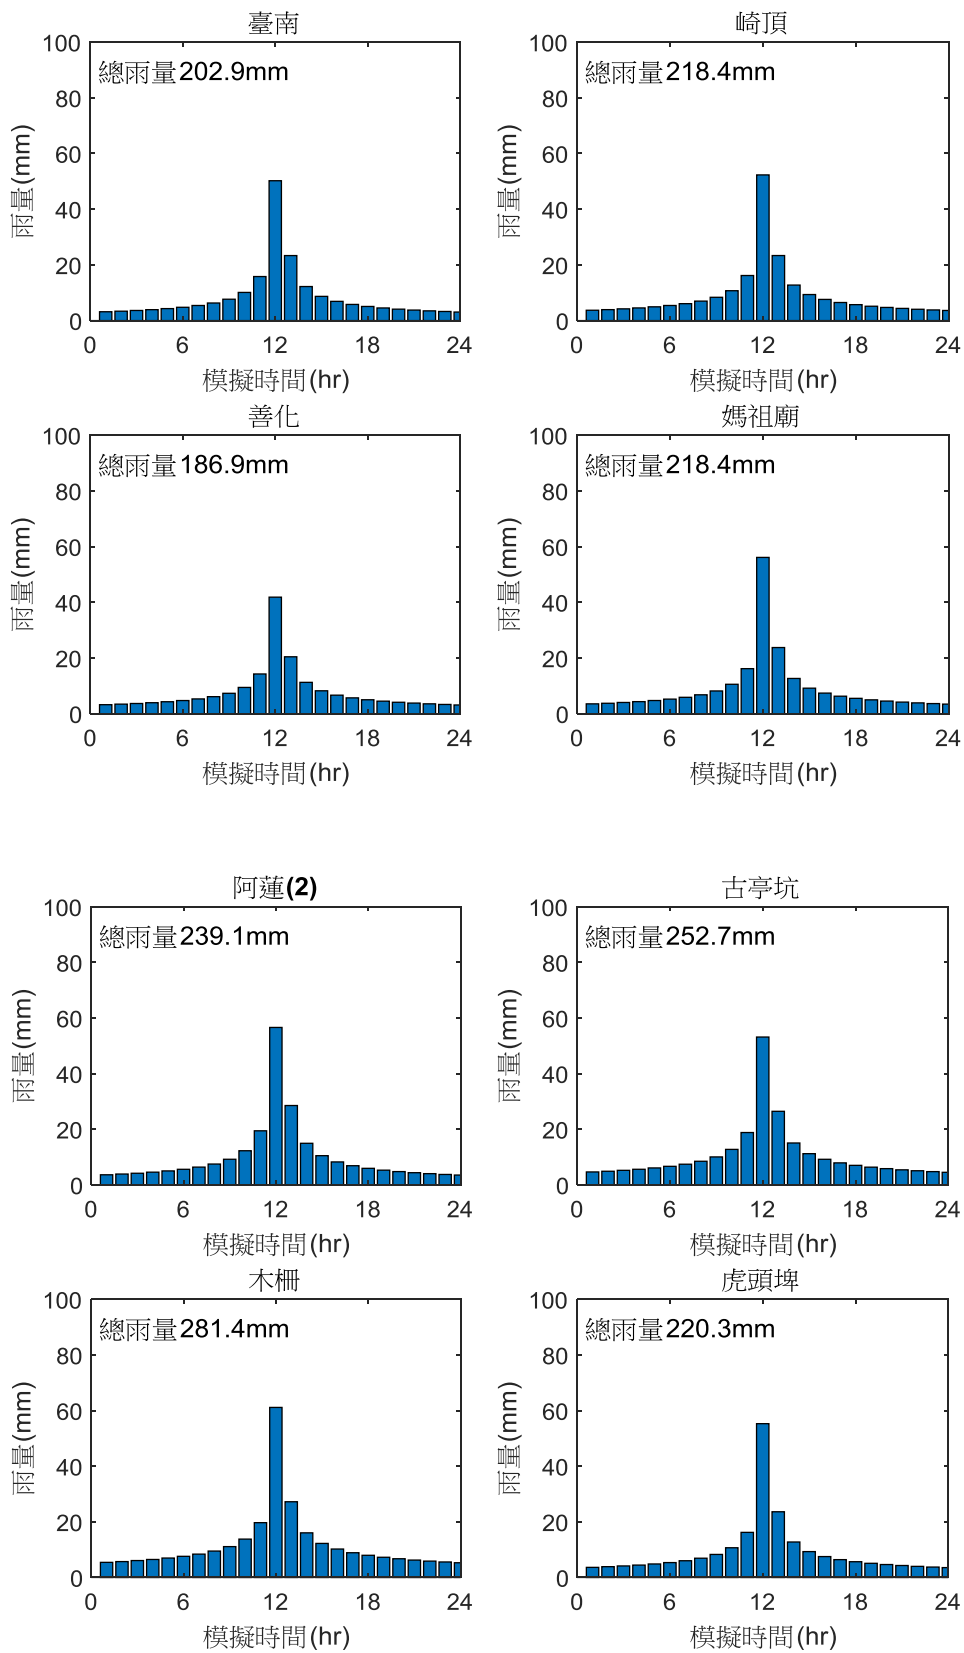 臺南
總雨量202.9mm
雨量(mm)
100
80
60
40
20
0
0 6 12 18 24
模擬時間(hr)
崎頂
總雨量218.4mm
雨量(mm)
100
80
60
40
20
0
0 6 12 18 24
模擬時間(hr)
善化
總雨量186.9mm
雨量(mm)
100
80
60
40
20
0
0 6 12 18 24
模擬時間(hr)
媽祖廟
總雨量218.4mm
雨量(mm)
100
80
60
40
20
0
0 6 12 18 24
模擬時間(hr)
阿蓮(2)
總雨量239.1mm
雨量(mm)
100
80
60
40
20
0
0 6 12 18 24
模擬時間(hr)
古亭坑
總雨量252.7mm
雨量(mm)
100
80
60
40
20
0
0 6 12 18 24
模擬時間(hr)
木柵
總雨量281.4mm
雨量(mm)
100
80
60
40
20
0
0 6 12 18 24
模擬時間(hr)
虎頭埤
總雨量220.3mm
雨量(mm)
100
80
60
40
20
0
0 6 12 18 24
模擬時間(hr)